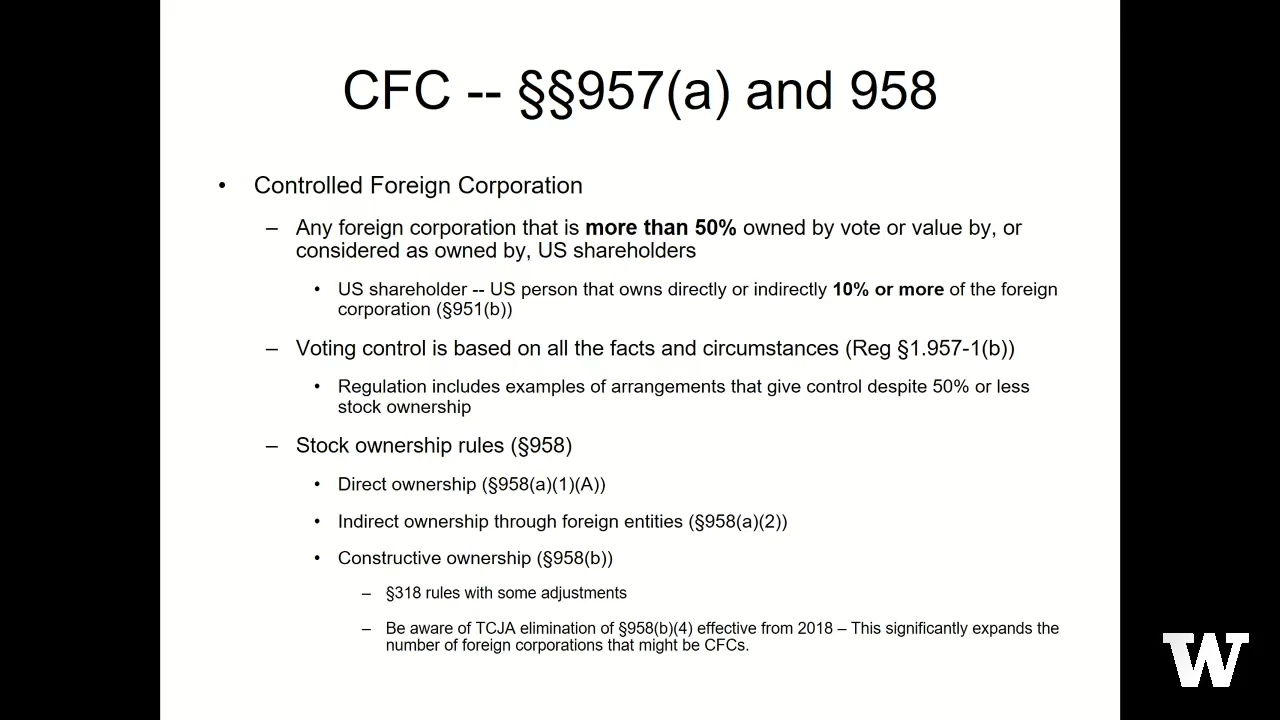 CFC -- §§957(a) and 958
• Controlled Foreign Corporation
– Any foreign corporation that is more than 50% owned by vote or value by, or
considered as owned by, US shareholders
• US shareholder -- US person that owns directly or indirectly 10% or more of the foreign
corporation (§951(b))
– Voting control is based on all the facts and circumstances (Reg §1.957-1(b))
• Regulation includes examples of arrangements that give control despite 50% or less
stock ownership
– Stock ownership rules (§958)
• Direct ownership (§958(a)(1)(A))
• Indirect ownership through foreign entities (§958(a)(2))
• Constructive ownership (§958(b))
– §318 rules with some adjustments
– Be aware of TCJA elimination of §958(b)(4) effective from 2018 – This significantly expands the
number of foreign corporations that might be CFCs.
W